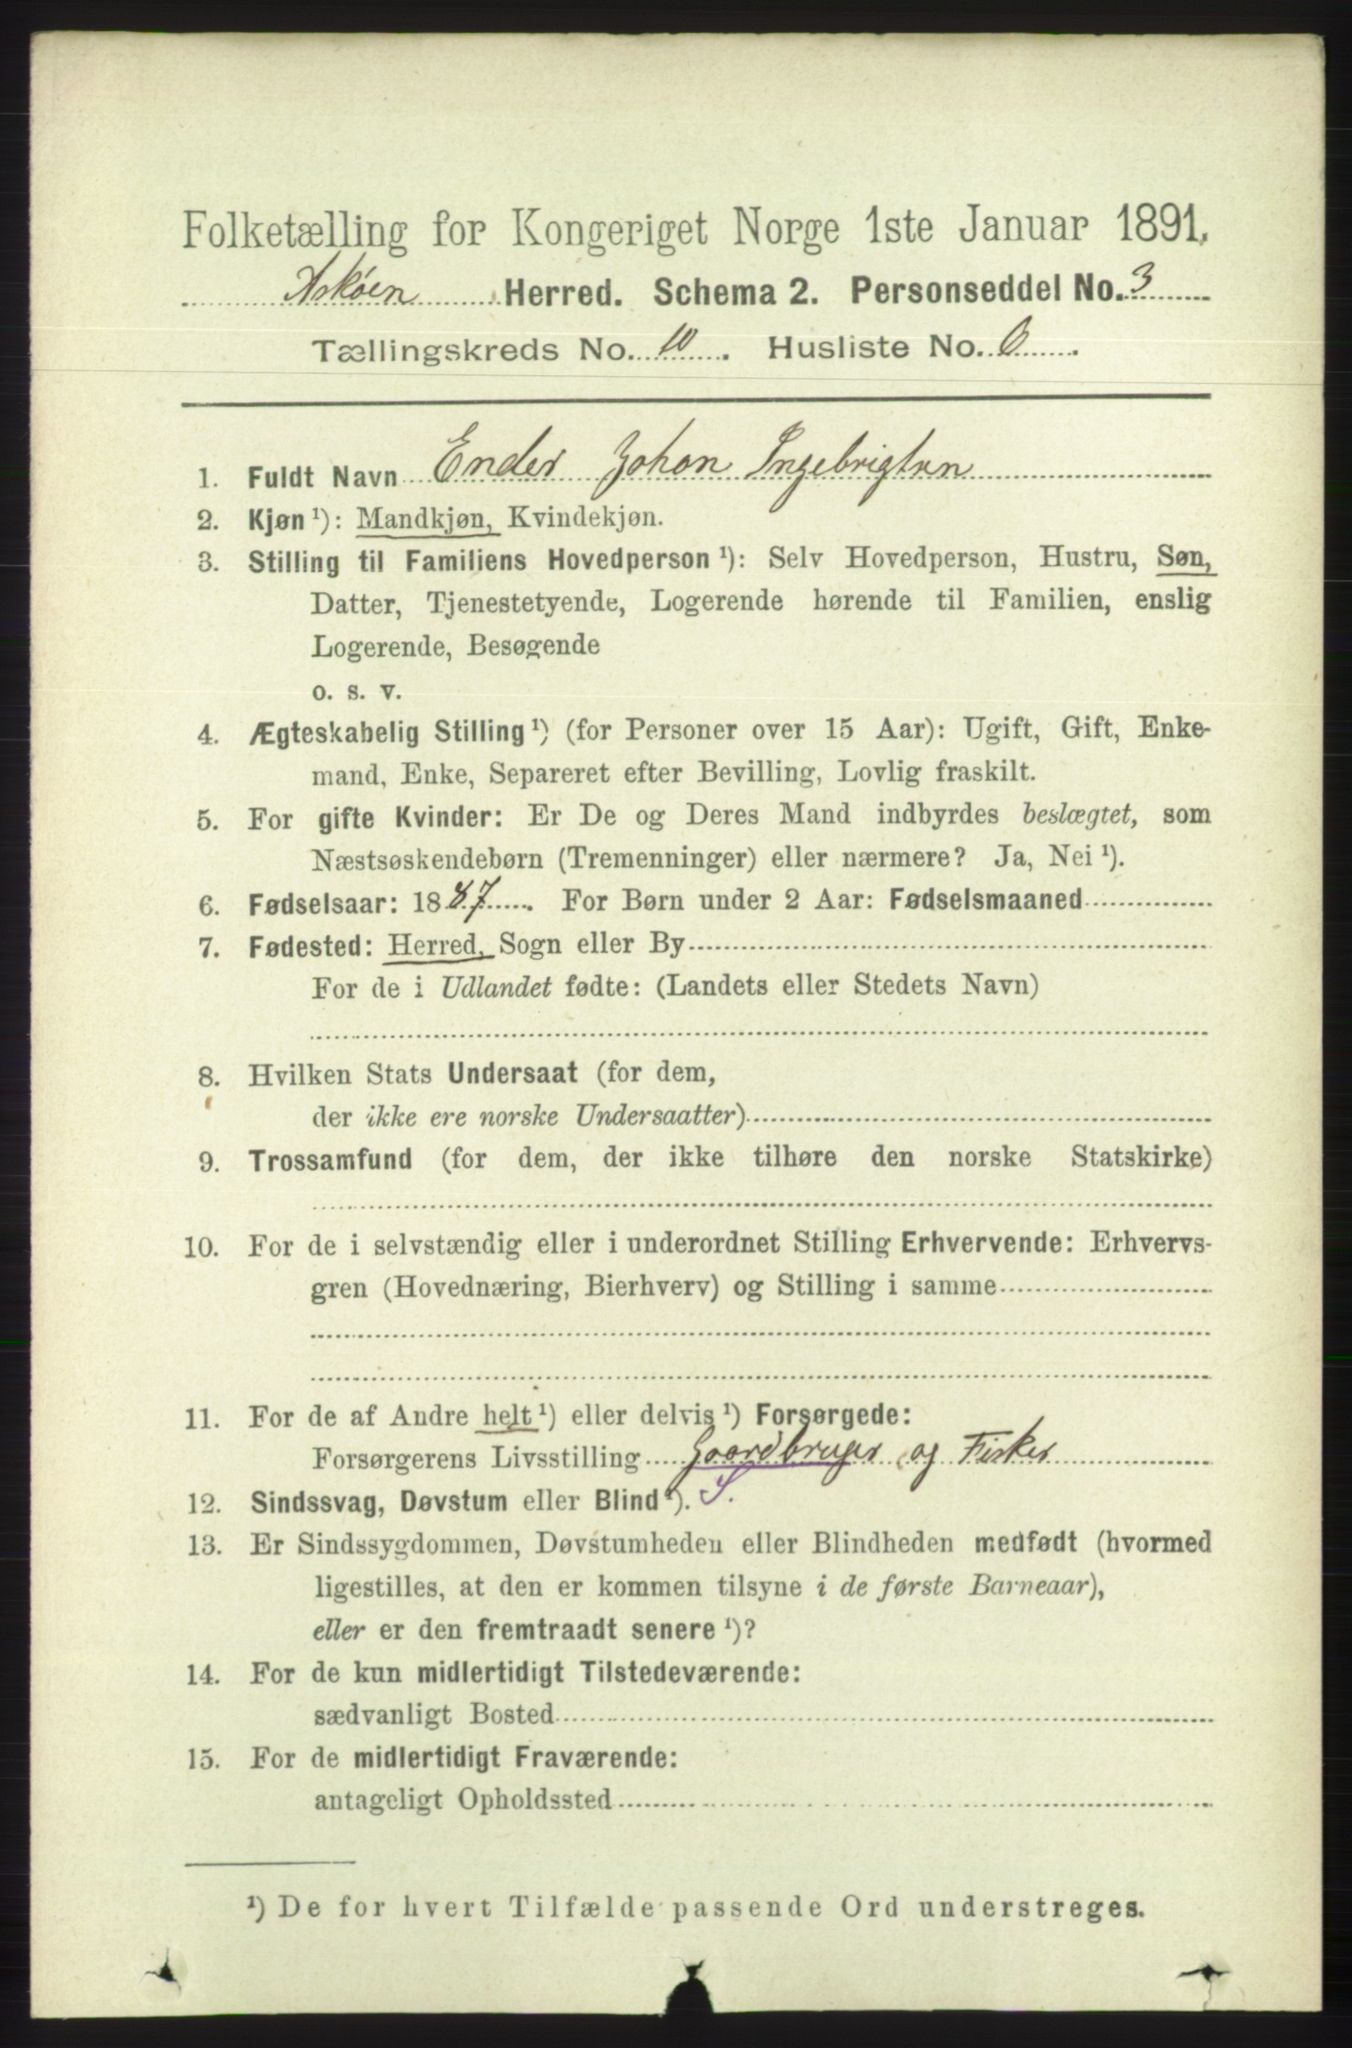 Folketælling for Kongeriget Norge 1ste Januar 1891.
Askøen Herred. Schema 2. Personseddel No. 3
Tællingskreds No. 10. Husliste No. 6.
1. Fuldt Navn Ender Johan Ingebrigtsen
2. Kjøn ¹): Mandkjøn, Kvindekjøn.
3. Stilling til Familiens Hovedperson ¹): Selv Hovedperson, Hustru, Søn,
Datter, Tjenestetyende, Logerende hørende til Familien, enslig
Logerende, Besøgende
o. s. v.
4. Ægteskabelig Stilling ¹) (for Personer over 15 Aar): Ugift, Gift, Enke-
mand, Enke, Separeret efter Bevilling, Lovlig fraskilt.
5. For gifte Kvinder: Er De og Deres Mand indbyrdes beslægtet, som
Næstsøskendebørn (Tremenninger) eller nærmere? Ja, Nei ¹).
6. Fødselsaar: 1887. For Børn under 2 Aar: Fødselsmaaned
7. Fødested: Herred, Sogn eller By
For de i Udlandet fødte: (Landets eller Stedets Navn)
8. Hvilken Stats Undersaat (for dem,
der ikke ere norske Undersaatter)
9. Trossamfund (for dem, der ikke tilhøre den norske Statskirke)
10. For de i selvstændig eller i underordnet Stilling Erhvervende: Erhvervs-
gren (Hovednæring, Bierhverv) og Stilling i samme
11. For de af Andre helt ¹) eller delvis ¹) Forsørgede:
Forsørgerens Livsstilling Gaardbruger og Fisker
12. Sindssvag, Døvstum eller Blind ¹). S.
13. Er Sindssygdommen, Døvstumheden eller Blindheden medfødt (hvormed
ligestilles, at den er kommen tilsyne i de første Barneaar),
eller er den fremtraadt senere ¹)?
14. For de kun midlertidigt Tilstedeværende:
sædvanligt Bosted
15. For de midlertidigt Fraværende:
antageligt Opholdssted
¹) De for hvert Tilfælde passende Ord understreges.